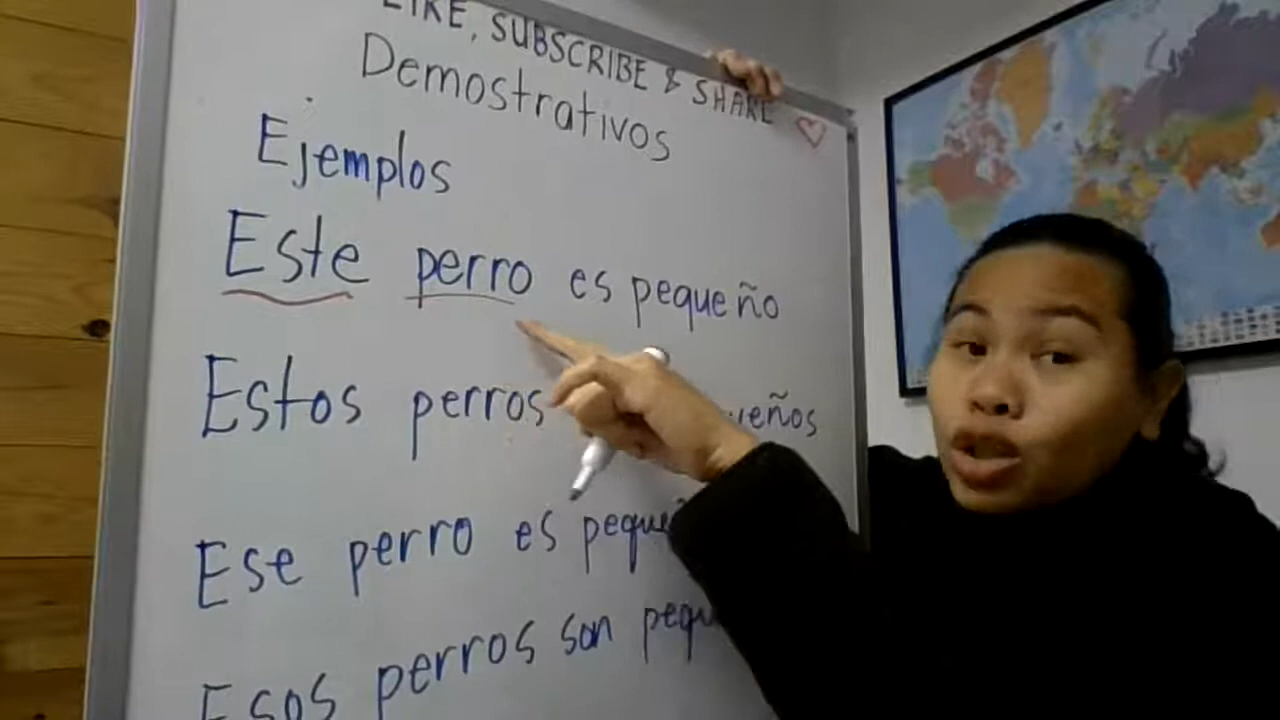 LIKE, SUBSCRIBE & SHARE
Demostrativos
Ejemplos
Este perro es pequeño
Estos perros
Ese perro es
Esos perros son